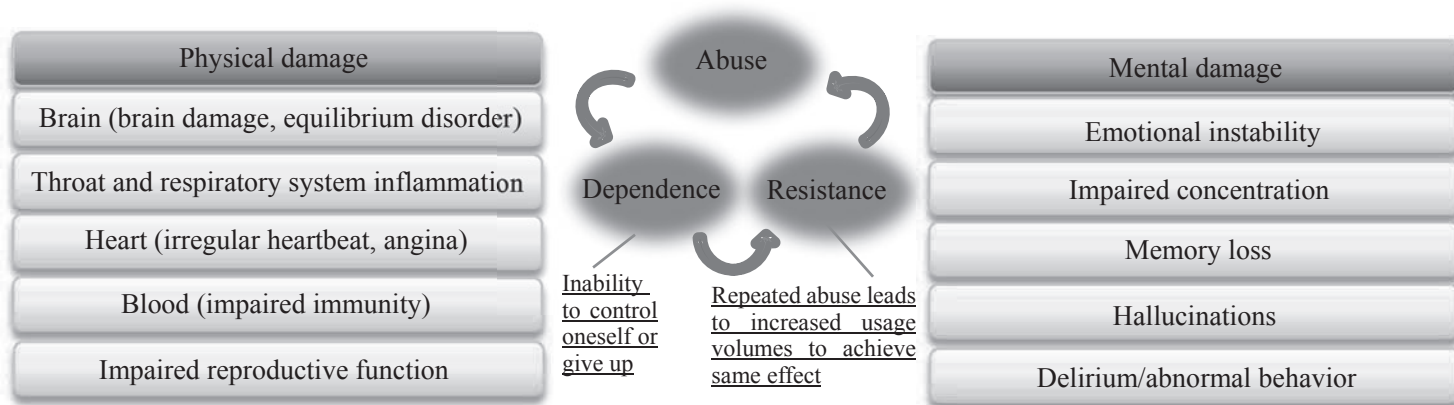 Physical damage
Brain (brain damage, equilibrium disorder)
Throat and respiratory system inflammation
Heart (irregular heartbeat, angina)
Blood (impaired immunity)
Impaired reproductive function
Abuse
Dependence
Resistance
Inability
to control
oneself or
give up
Repeated abuse leads
to increased usage
volumes to achieve
same effect
Mental damage
Emotional instability
Impaired concentration
Memory loss
Hallucinations
Delirium/abnormal behavior